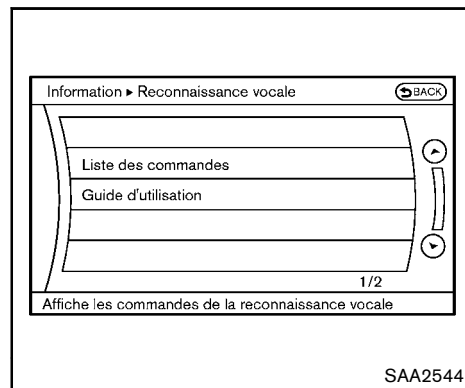 Information ▸ Reconnaissance vocale BACK
Liste des commandes
Guide d'utilisation
1/2
Affiche les commandes de la reconnaissance vocale
SAA2544